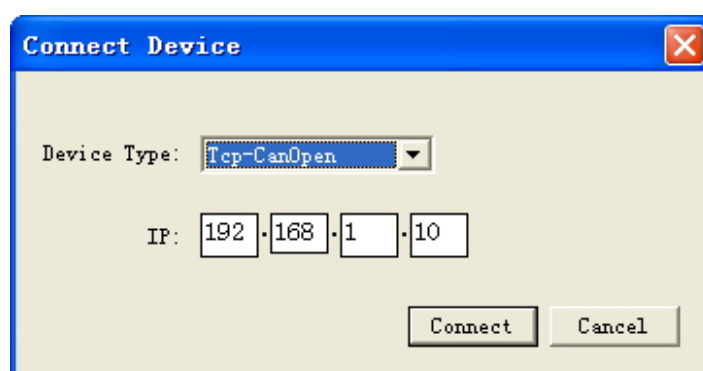 Connect Device
Device Type: Tcp-CanOpen
IP: 192.168.1.10
Connect Cancel